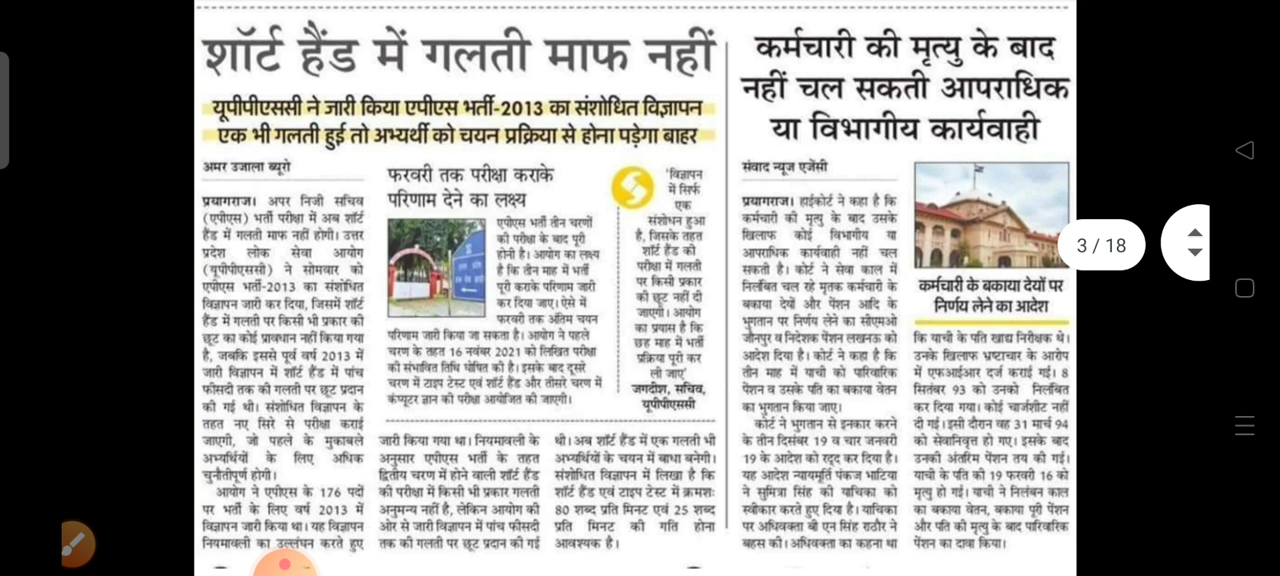 शॉर्ट हैंड में गलती माफ नहीं
यूपीपीएससी ने जारी किया एपीएस भर्ती-2013 का संशोधित विज्ञापन
एक भी गलती हुई तो अभ्यर्थी को चयन प्रक्रिया से होना पड़ेगा बाहर
अमर उजाला ब्यूरो
प्रयागराज। अपर निजी सचिव
(एपीएस) भर्ती परीक्षा में अब शॉर्ट
हैंड में गलती माफ नहीं होगी। उत्तर
प्रदेश लोक सेवा आयोग
(यूपीपीएससी) ने सोमवार को
एपीएस भर्ती-2013 का संशोधित
विज्ञापन जारी कर दिया, जिसमें शॉर्ट
हैंड में गलती पर किसी भी प्रकार की
छूट का कोई प्रावधान नहीं किया गया
है, जबकि इससे पूर्व वर्ष 2013 में
जारी विज्ञापन में शॉर्ट हैंड में पांच
फीसदी तक की गलती पर छूट प्रदान
की गई थी। संशोधित विज्ञापन के
तहत नए सिरे से परीक्षा कराई
जाएगी, जो पहले के मुकाबले
अभ्यर्थियों के लिए अधिक
चुनौतीपूर्ण होगी।
आयोग ने एपीएस के 176 पदों
पर भर्ती के लिए वर्ष 2013 में
विज्ञापन जारी किया था। यह विज्ञापन
नियमावली का उल्लंघन करते हुए
फरवरी तक परीक्षा कराके
परिणाम देने का लक्ष्य
एपीएस भर्ती तीन चरणों
की परीक्षा के बाद पूरी
होनी है। आयोग का लक्ष्य
है कि तीन माह में भर्ती
पूरी कराके परिणाम जारी
कर दिया जाए। ऐसे में
फरवरी तक अंतिम चयन
परिणाम जारी किया जा सकता है। आयोग ने पहले
चरण के तहत 16 नवंबर 2021 को लिखित परीक्षा
की संभावित तिथि घोषित की है। इसके बाद दूसरे
चरण में टाइप टेस्ट एवं शॉर्ट हैंड और तीसरे चरण में
कंप्यूटर ज्ञान की परीक्षा आयोजित की जाएगी।
'विज्ञापन
में सिर्फ
एक
संशोधन हुआ
है, जिसके तहत
शॉर्ट हैंड की
परीक्षा में गलती
पर किसी प्रकार
की छूट नहीं दी
जाएगी। आयोग
का प्रयास है कि
छह माह में भर्ती
प्रक्रिया पूरी कर
ली जाए'
जगदीश, सचिव,
यूपीपीएससी
जारी किया गया था। नियमावली के
अनुसार एपीएस भर्ती के तहत
द्वितीय चरण में होने वाली शॉर्ट हैंड
की परीक्षा में किसी भी प्रकार गलती
अनुमन्य नहीं है, लेकिन आयोग की
ओर से जारी विज्ञापन में पांच फीसदी
तक की गलती पर छूट प्रदान की गई
थी। अब शॉर्ट हैंड में एक गलती भी
अभ्यर्थियों के चयन में बाधा बनेगी।
संशोधित विज्ञापन में लिखा है कि
शॉर्ट हैंड एवं टाइप टेस्ट में क्रमशः
80 शब्द प्रति मिनट एवं 25 शब्द
प्रति मिनट की गति होना
आवश्यक है।
कर्मचारी की मृत्यु के बाद
नहीं चल सकती आपराधिक
या विभागीय कार्यवाही
संवाद न्यूज एजेंसी
प्रयागराज। हाईकोर्ट ने कहा है कि
कर्मचारी की मृत्यु के बाद उसके
खिलाफ कोई विभागीय या
आपराधिक कार्यवाही नहीं चल
सकती है। कोर्ट ने सेवा काल में
निलंबित चल रहे मृतक कर्मचारी के
बकाया देयों और पेंशन आदि के
भुगतान पर निर्णय लेने का सीएमओ
जौनपुर व निदेशक पेंशन लखनऊ को
आदेश दिया है। कोर्ट ने कहा है कि
तीन माह में याची को पारिवारिक
पेंशन व उसके पति का बकाया वेतन
का भुगतान किया जाए।
कोर्ट ने भुगतान से इनकार करने
के तीन दिसंबर 19 व चार जनवरी
19 के आदेश को रद्द कर दिया है।
यह आदेश न्यायमूर्ति पंकज भाटिया
ने सुमित्रा सिंह की याचिका को
स्वीकार करते हुए दिया है। याचिका
पर अधिवक्ता बी एन सिंह राठौर ने
बहस की। अधिवक्ता का कहना था
कर्मचारी के बकाया देयों पर
निर्णय लेने का आदेश
कि याची के पति खाद्य निरीक्षक थे।
उनके खिलाफ भ्रष्टाचार के आरोप
में एफआईआर दर्ज कराई गई। 8
सितंबर 93 को उनको निलंबित
कर दिया गया। कोई चार्जशीट नहीं
दी गई। इसी दौरान वह 31 मार्च 94
को सेवानिवृत्त हो गए। इसके बाद
उनकी अंतरिम पेंशन तय की गई।
याची के पति की 19 फरवरी 16 को
मृत्यु हो गई। याची ने निलंबन काल
का बकाया वेतन, बकाया पूरी पेंशन
और पति की मृत्यु के बाद पारिवारिक
पेंशन का दावा किया।
3 / 18